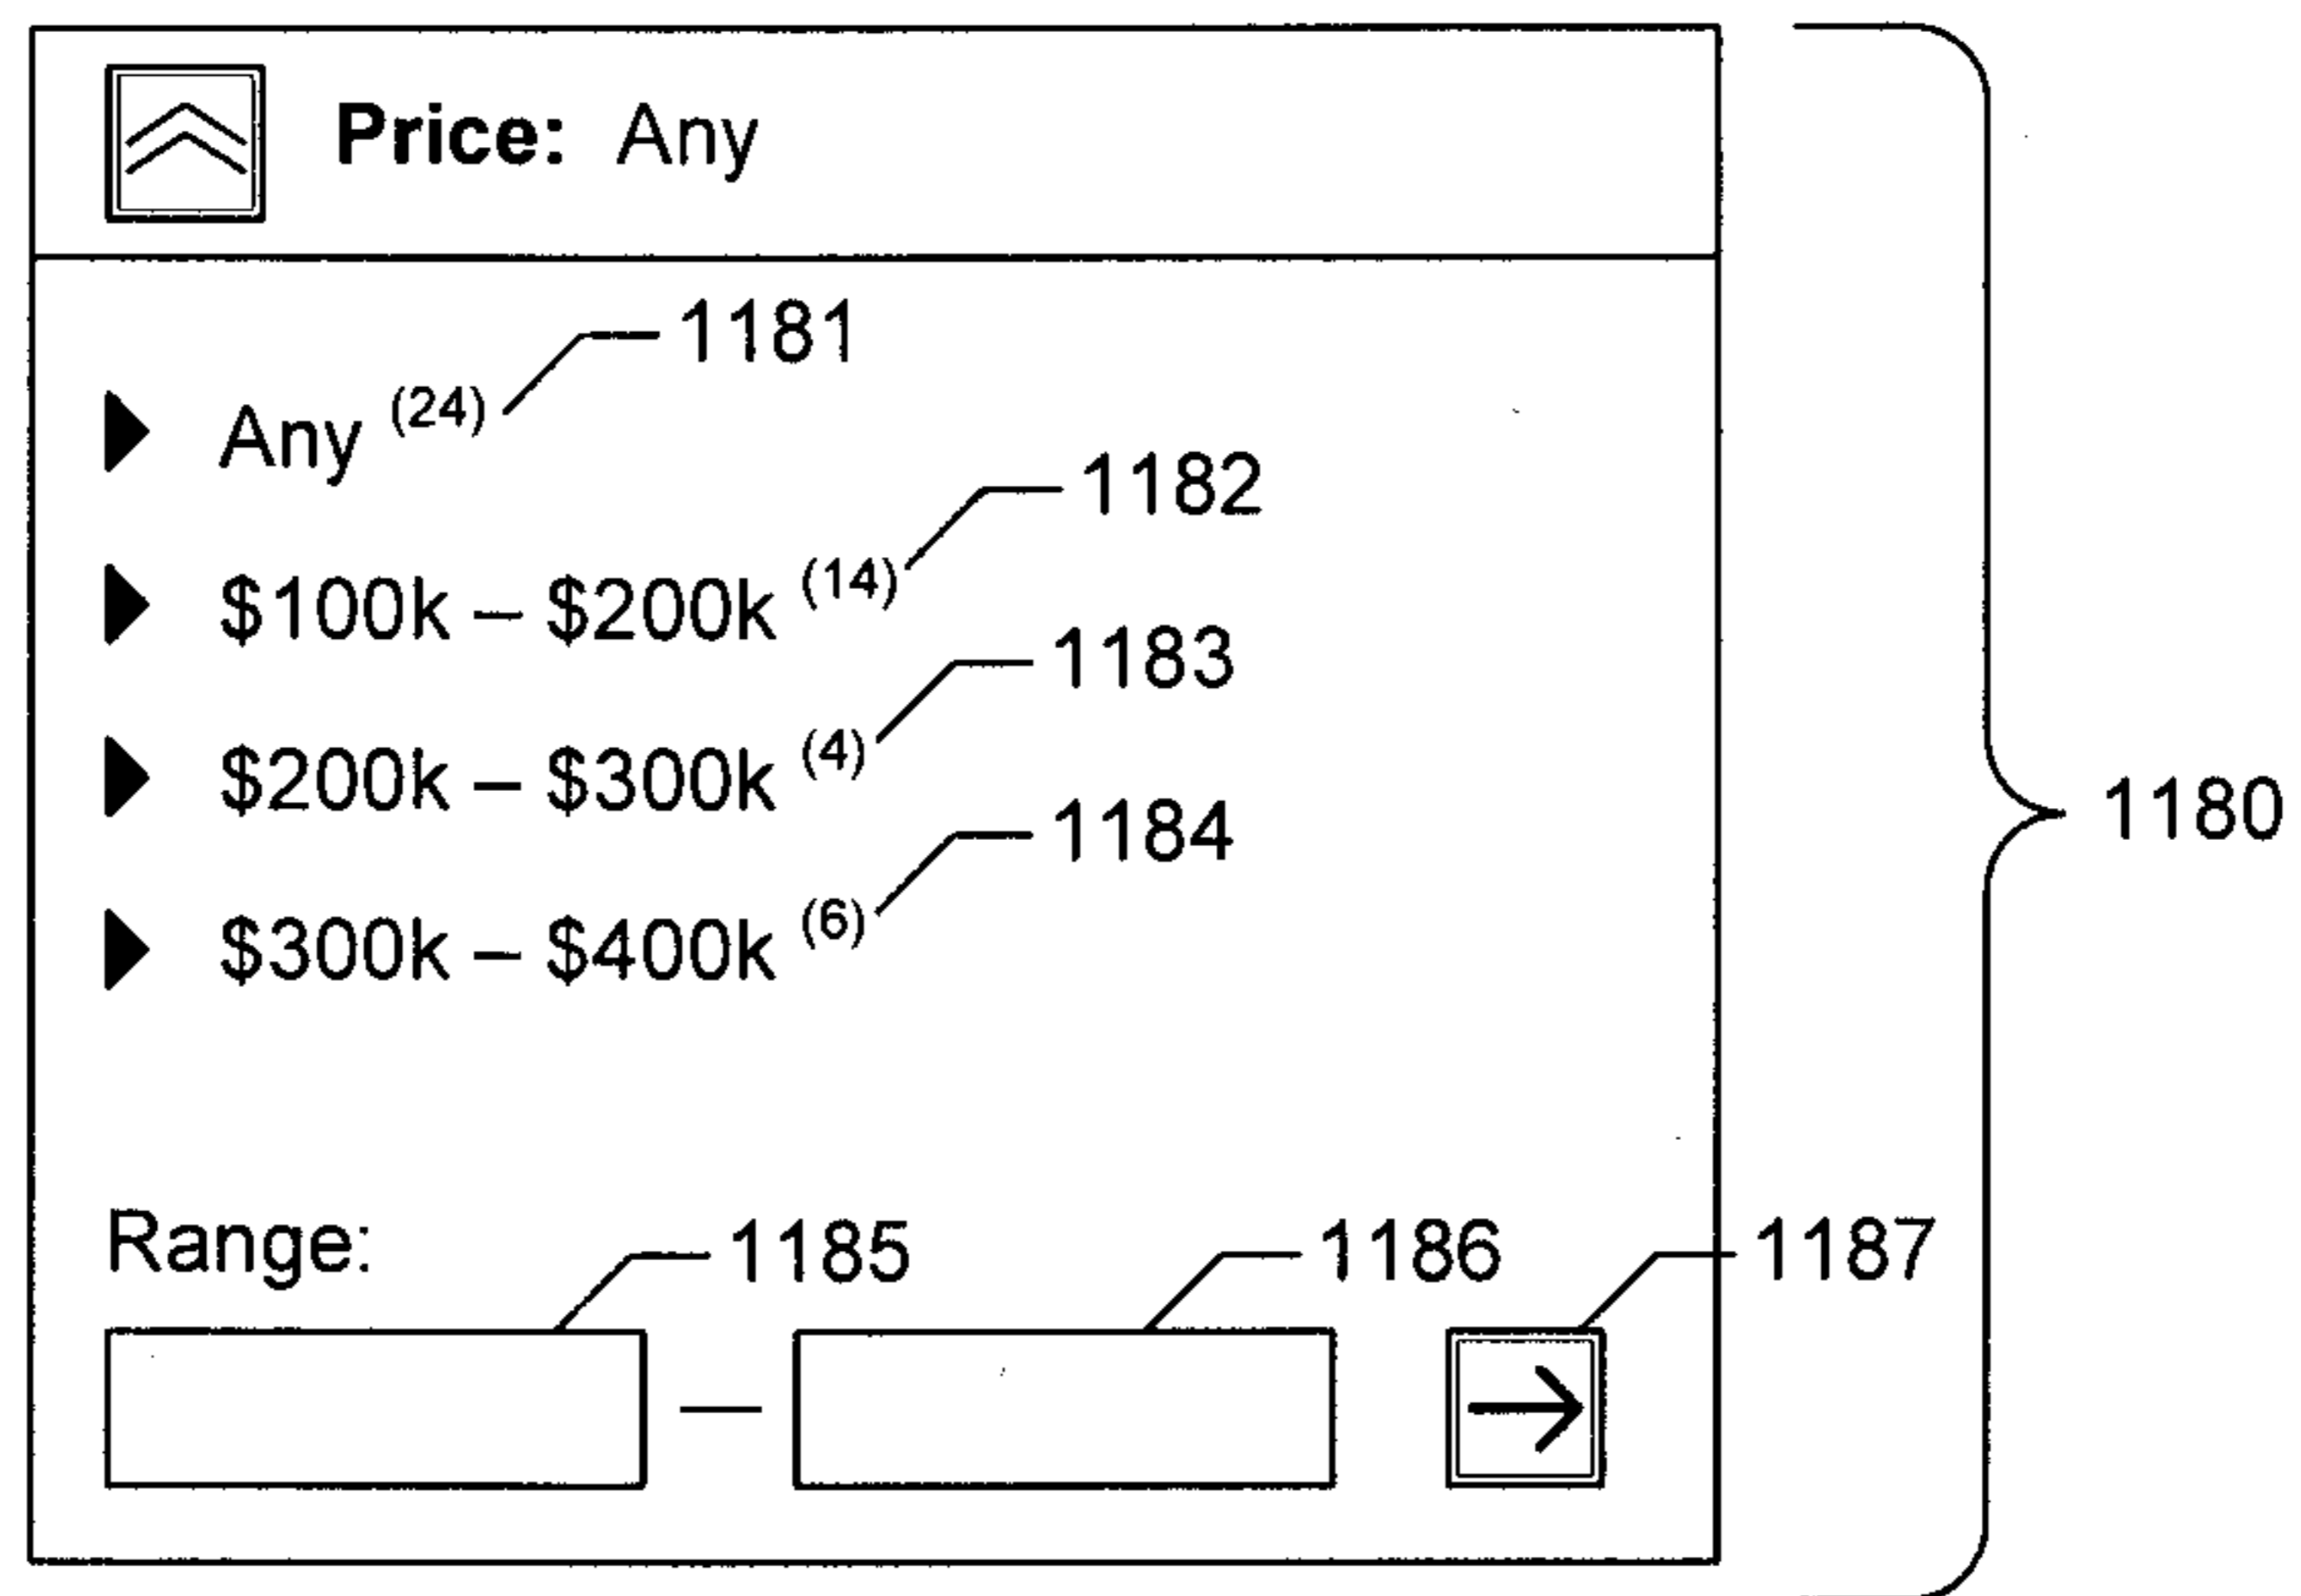 Price: Any
1181
Any (24)
1182
$100k – $200k (14)
1183
$200k – $300k (4)
1184
1180
$300k – $400k (6)
Range:
1185
1186
1187
—